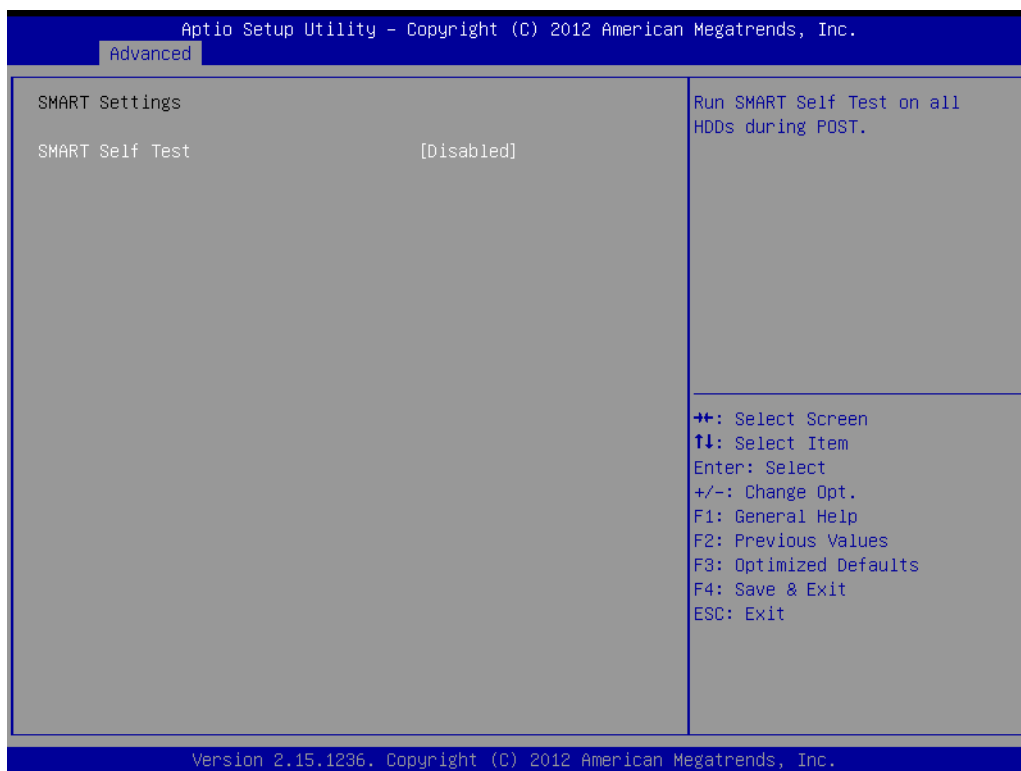 Aptio Setup Utility – Copyright (C) 2012 American Megatrends, Inc.
Advanced
SMART Settings
SMART Self Test [Disabled]
Run SMART Self Test on all
HDDs during POST.
→←: Select Screen
↑↓: Select Item
Enter: Select
+/-: Change Opt.
F1: General Help
F2: Previous Values
F3: Optimized Defaults
F4: Save & Exit
ESC: Exit
Version 2.15.1236. Copyright (C) 2012 American Megatrends, Inc.